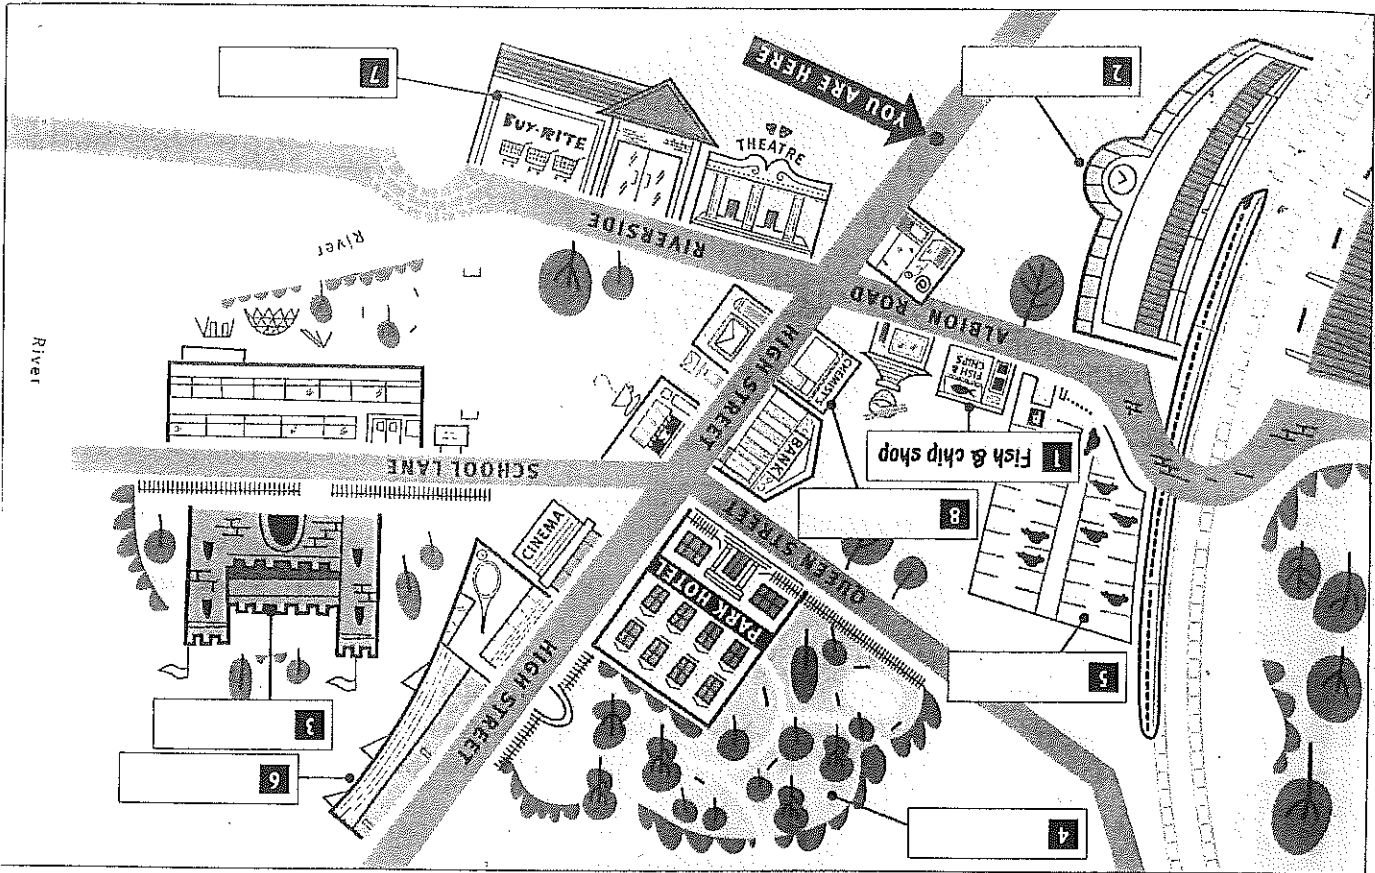 4
6
3
5
HIGH STREET
PARK HOTEL
QUEEN STREET
CINEMA
8
SCHOOL LANE
1 Fish & chip shop
BANK
FISH & CHIPS
CHEMIST'S
HIGH STREET
ALBION ROAD
River
River
RIVERSIDE
THEATRE
BUY-RITE
YOU ARE HERE
2
7